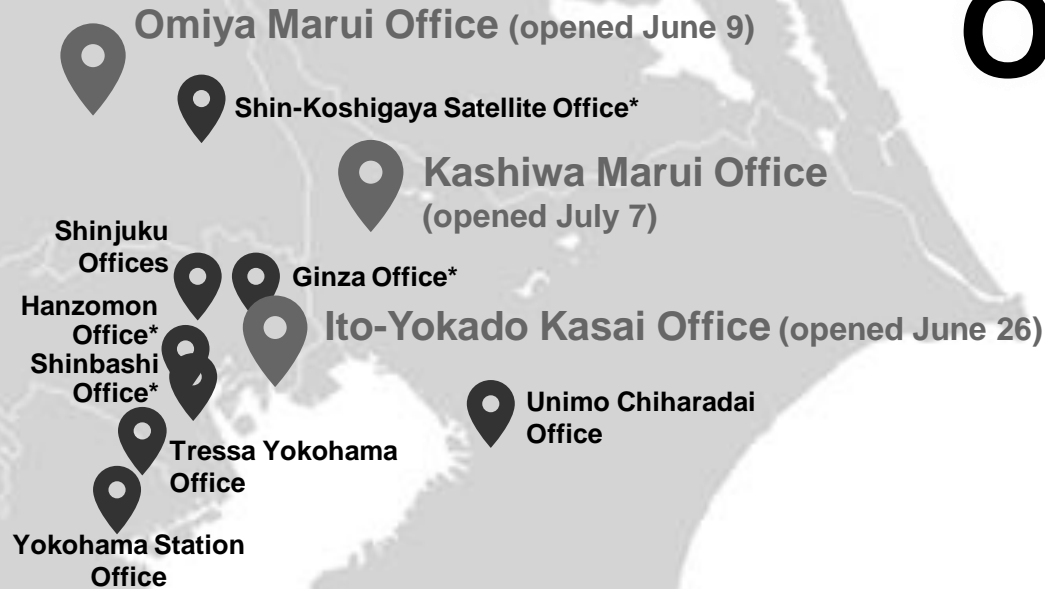 Omiya Marui Office (opened June 9)
O
Shin-Koshigaya Satellite Office*
Kashiwa Marui Office
(opened July 7)
Shinjuku
Offices
Ginza Office*
Hanzomon
Office*
Ito-Yokado Kasai Office (opened June 26)
Shinbashi
Office*
Unimo Chiharadai
Office
Tressa Yokohama
Office
Yokohama Station
Office